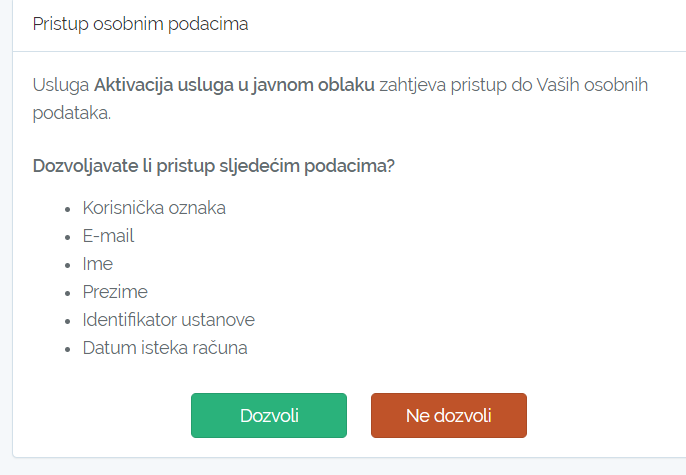 Pristup osobnim podacima
Usluga Aktivacija usluga u javnom oblaku zahtjeva pristup do Vaših osobnih
podataka.
Dozvoljavate li pristup sljedećim podacima?
Korisnička oznaka
E-mail
Ime
Prezime
Identifikator ustanove
Datum isteka računa
Dozvoli
Ne dozvoli